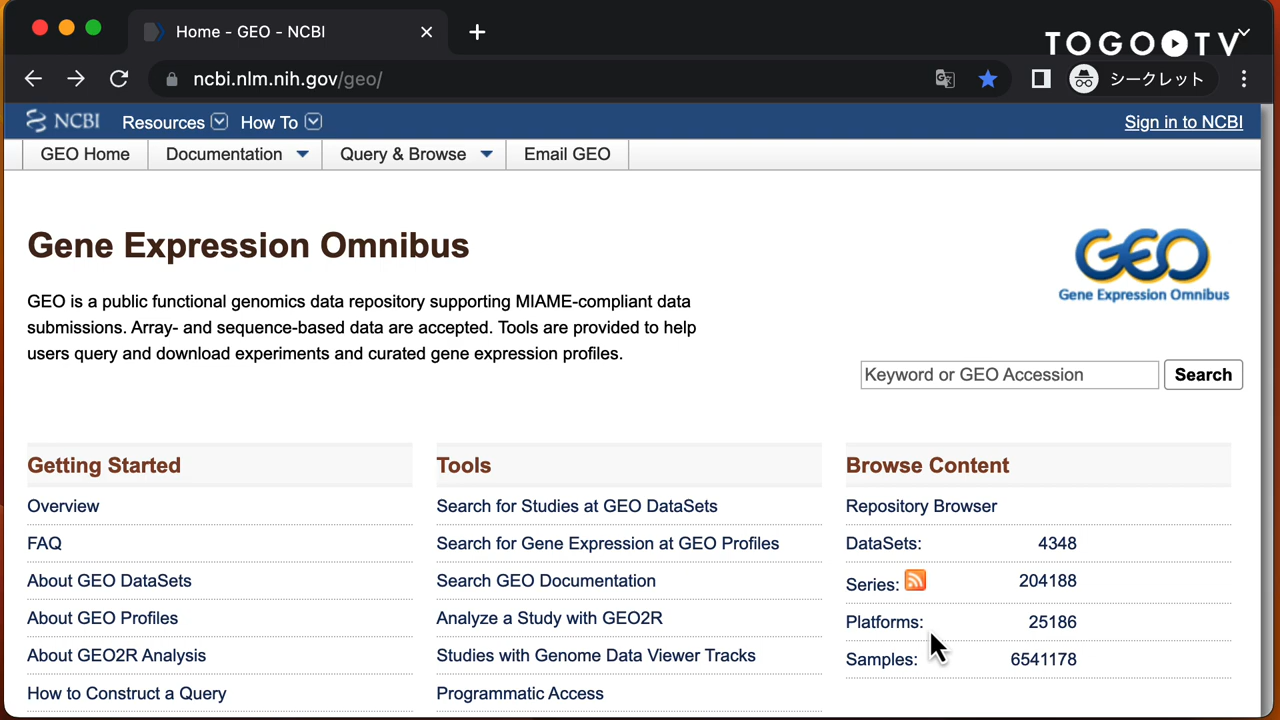 Home - GEO - NCBI
TOGO TV
ncbi.nlm.nih.gov/geo/
シークレット
NCBI Resources How To Sign in to NCBI
GEO Home Documentation Query & Browse Email GEO
Gene Expression Omnibus
GEO is a public functional genomics data repository supporting MIAME-compliant data
submissions. Array- and sequence-based data are accepted. Tools are provided to help
users query and download experiments and curated gene expression profiles.
GEO
Gene Expression Omnibus
Keyword or GEO Accession Search
Getting Started
Overview
FAQ
About GEO DataSets
About GEO Profiles
About GEO2R Analysis
How to Construct a Query
Tools
Search for Studies at GEO DataSets
Search for Gene Expression at GEO Profiles
Search GEO Documentation
Analyze a Study with GEO2R
Studies with Genome Data Viewer Tracks
Programmatic Access
Browse Content
Repository Browser
DataSets: 4348
Series: 204188
Platforms: 25186
Samples: 6541178